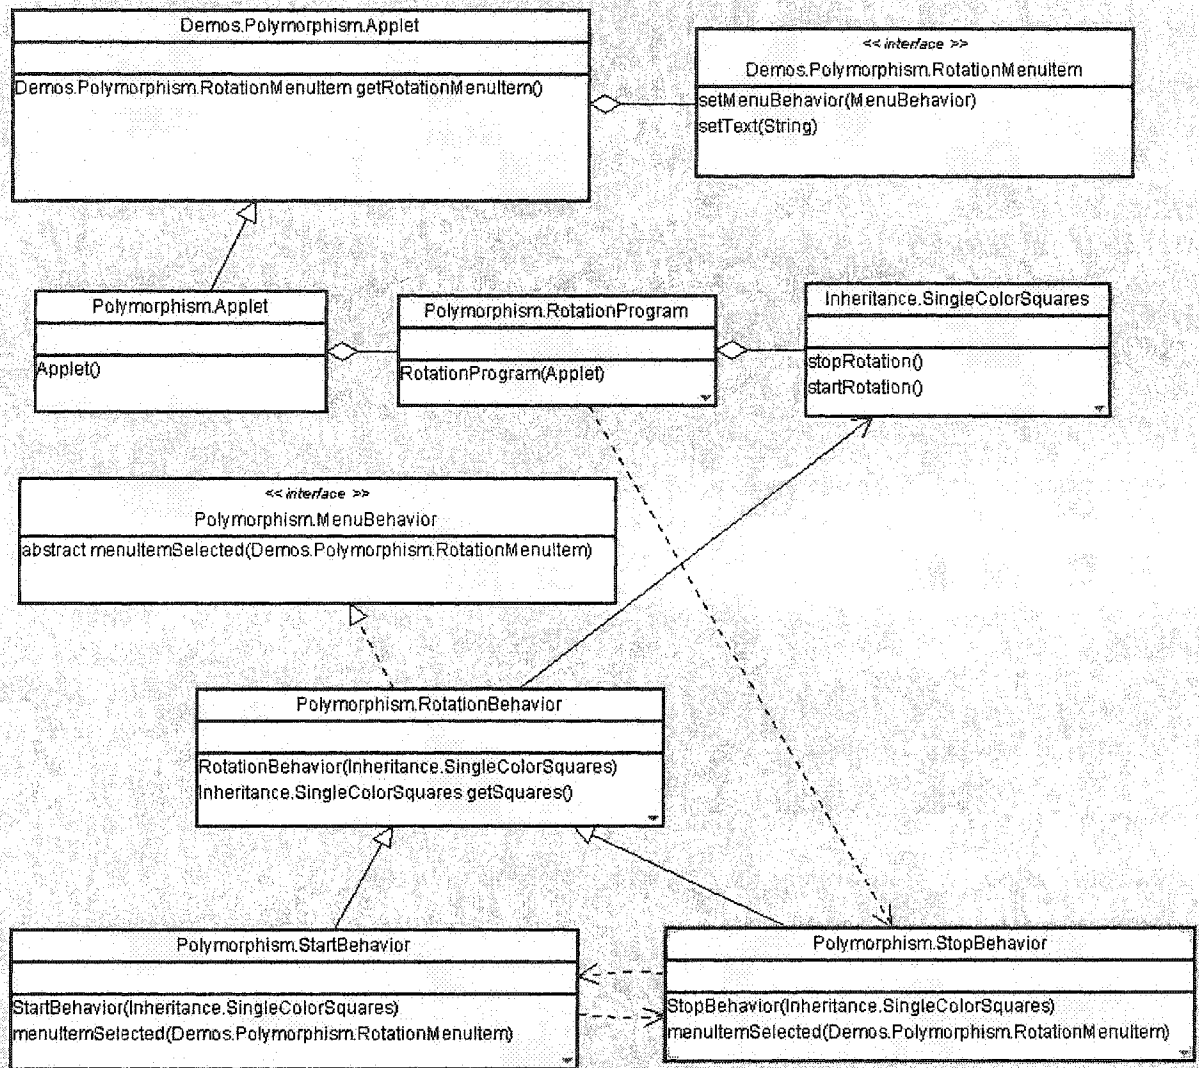 Demos.Polymorphism.Applet
Demos.Polymorphism.RotationMenuItem getRotationMenuItem()
<< interface >>
Demos.Polymorphism.RotationMenuItem
setMenuBehavior(MenuBehavior)
setText(String)
Polymorphism.Applet
Applet()
Polymorphism.RotationProgram
RotationProgram(Applet)
Inheritance.SingleColorSquares
stopRotation()
startRotation()
<< interface >>
Polymorphism.MenuBehavior
abstract menuItemSelected(Demos.Polymorphism.RotationMenuItem)
Polymorphism.RotationBehavior
RotationBehavior(Inheritance.SingleColorSquares)
Inheritance.SingleColorSquares getSquares()
Polymorphism.StartBehavior
StartBehavior(Inheritance.SingleColorSquares)
menuItemSelected(Demos.Polymorphism.RotationMenuItem)
Polymorphism.StopBehavior
StopBehavior(Inheritance.SingleColorSquares)
menuItemSelected(Demos.Polymorphism.RotationMenuItem)